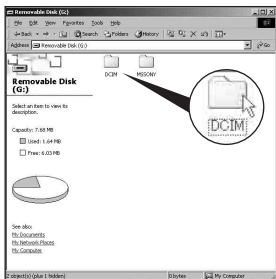 Removable Disk (G:)
File Edit View Favorites Tools Help
Back Search Folders History
Address Removable Disk (G:) Go
Removable Disk (G:)
DCIM MSSONY
Select an item to view its description.
DCIM
Capacity: 7.68 MB
Used: 1.64 MB
Free: 6.03 MB
See also:
My Documents
My Network Places
My Computer
2 object(s) (plus 1 hidden) 0 bytes My Computer